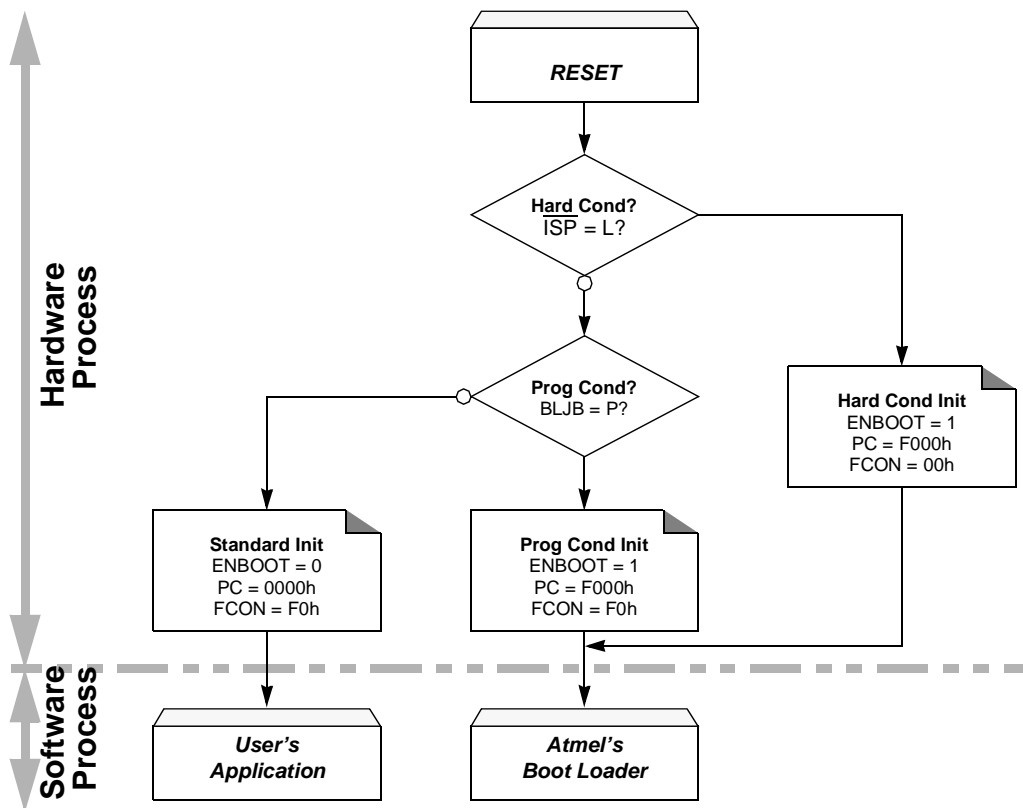 RESET
Hard Cond?
ISP = L?
Hardware
Process
Prog Cond?
BLJB = P?
Hard Cond Init
ENBOOT = 1
PC = F000h
FCON = 00h
Standard Init
ENBOOT = 0
PC = 0000h
FCON = F0h
Prog Cond Init
ENBOOT = 1
PC = F000h
FCON = F0h
Software
Process
User's
Application
Atmel's
Boot Loader